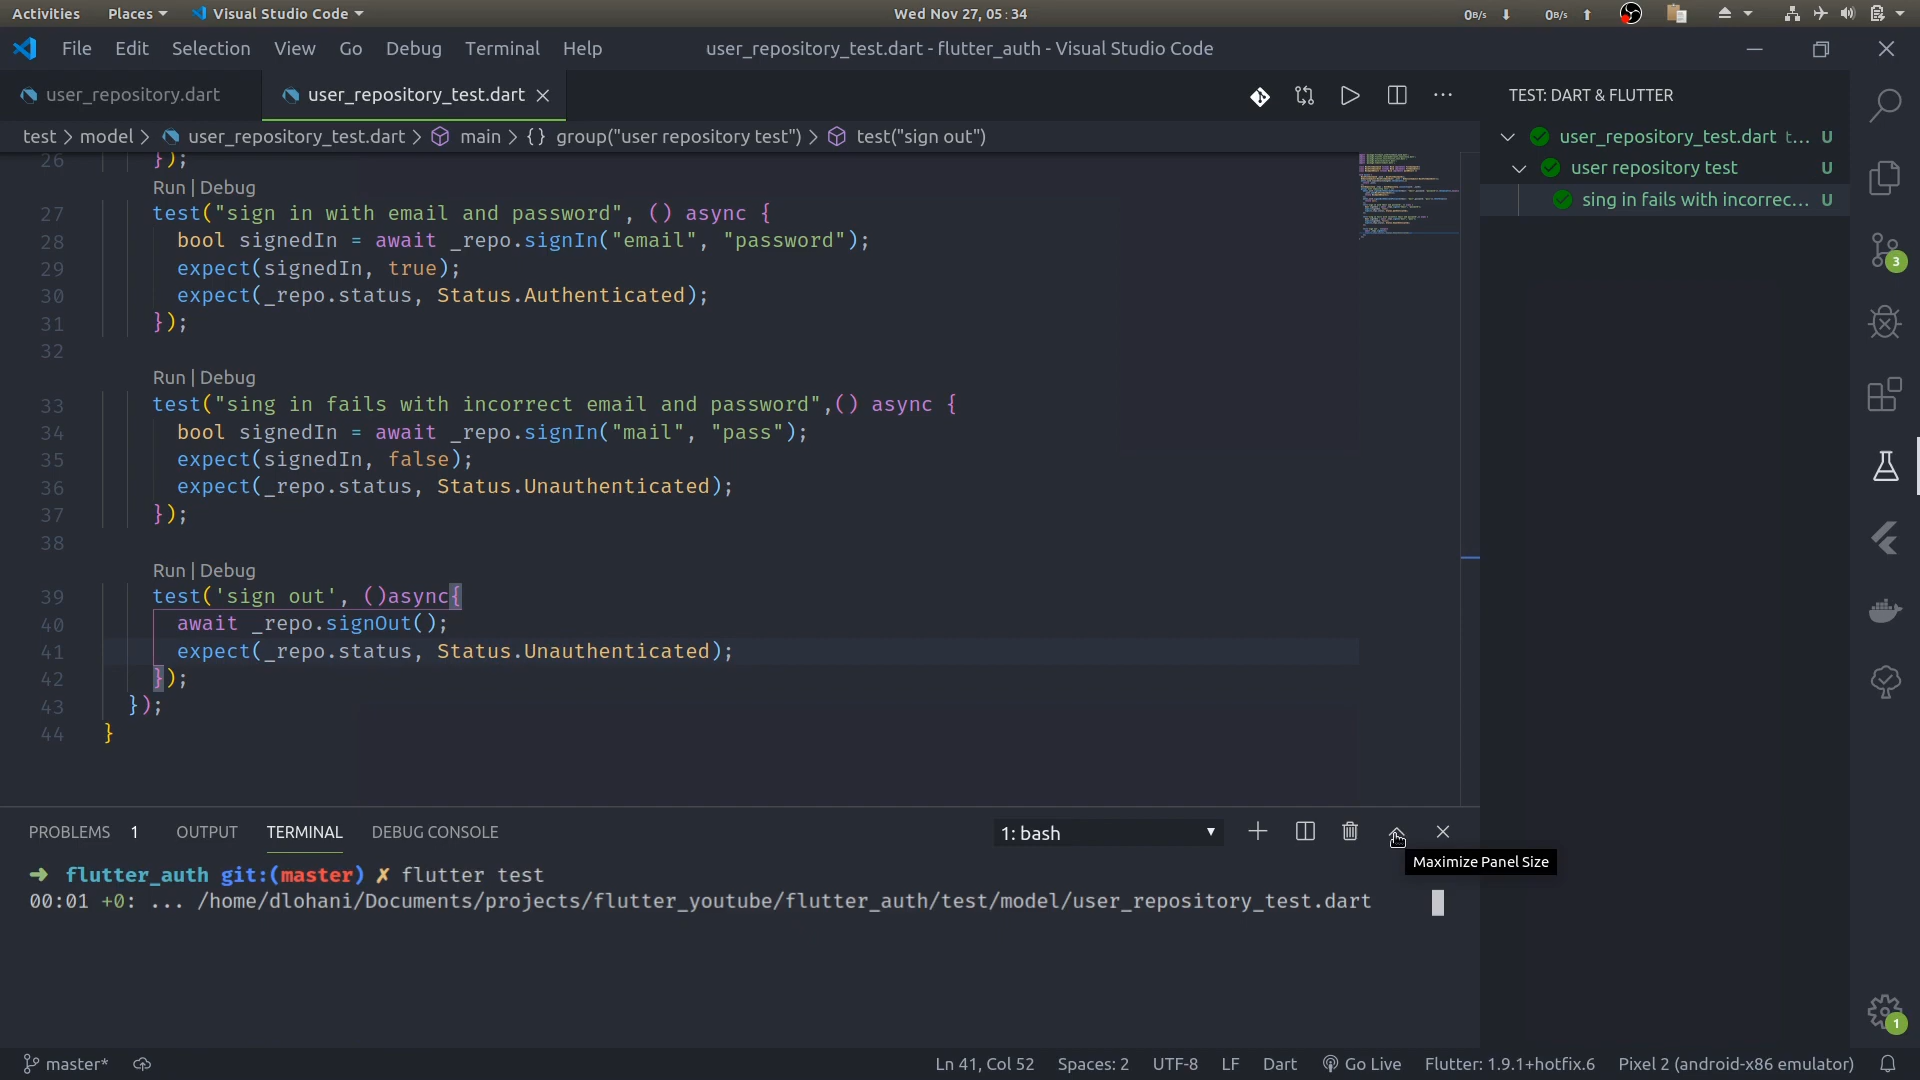 Activities Places Visual Studio Code Wed Nov 27, 05:34 0B/s 0B/s
File Edit Selection View Go Debug Terminal Help user_repository_test.dart - flutter_auth - Visual Studio Code
user_repository.dart user_repository_test.dart TEST: DART & FLUTTER
test > model > user_repository_test.dart > main > {} group("user repository test") > test("sign out")
user_repository_test.dart t... U
user repository test U
sing in fails with incorrec... U
26 });
Run | Debug
27 test("sign in with email and password", () async {
28 bool signedIn = await _repo.signIn("email", "password");
29 expect(signedIn, true);
30 expect(_repo.status, Status.Authenticated);
31 });
32
Run | Debug
33 test("sing in fails with incorrect email and password",() async {
34 bool signedIn = await _repo.signIn("mail", "pass");
35 expect(signedIn, false);
36 expect(_repo.status, Status.Unauthenticated);
37 });
38
Run | Debug
39 test('sign out', ()async{
40 await _repo.signOut();
41 expect(_repo.status, Status.Unauthenticated);
42 });
43 });
44 }
3
PROBLEMS 1 OUTPUT TERMINAL DEBUG CONSOLE 1: bash
Maximize Panel Size
➜ flutter_auth git:(master) ✗ flutter test
00:01 +0: ... /home/dlohani/Documents/projects/flutter_youtube/flutter_auth/test/model/user_repository_test.dart
1
master* Ln 41, Col 52 Spaces: 2 UTF-8 LF Dart Go Live Flutter: 1.9.1+hotfix.6 Pixel 2 (android-x86 emulator)